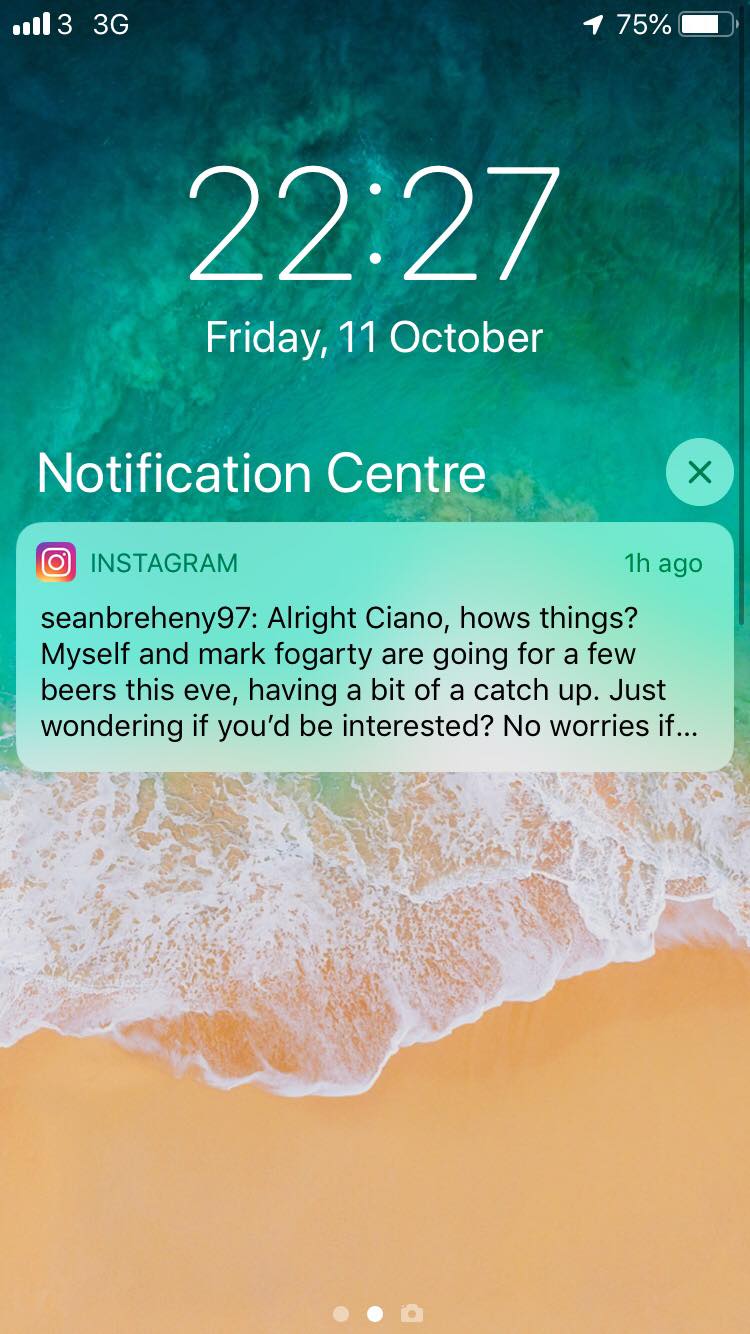 3 3G 75%
22:27
Friday, 11 October
Notification Centre
INSTAGRAM 1h ago
seanbreheny97: Alright Ciano, hows things?
Myself and mark fogarty are going for a few
beers this eve, having a bit of a catch up. Just
wondering if you’d be interested? No worries if...